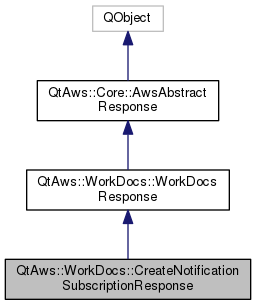 QObject
QtAws::Core::AwsAbstract
Response
QtAws::WorkDocs::WorkDocs
Response
QtAws::WorkDocs::CreateNotification
SubscriptionResponse